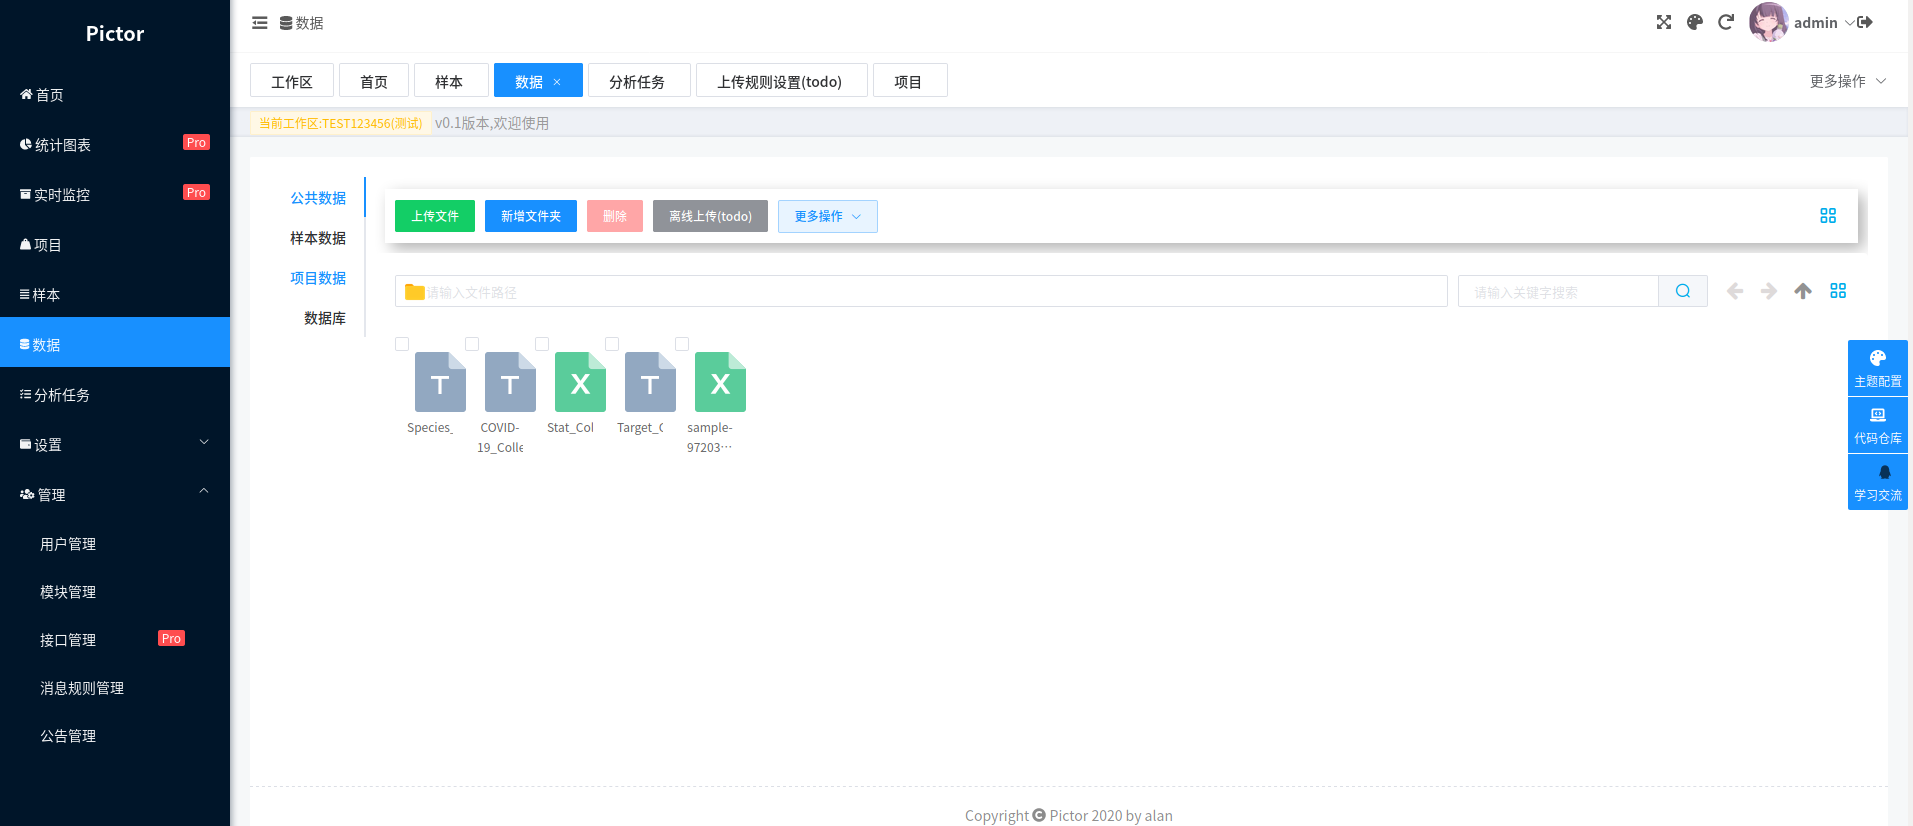 Pictor
首页
统计图表
Pro
实时监控
Pro
项目
样本
数据
分析任务
设置
管理
用户管理
模块管理
接口管理
Pro
消息规则管理
公告管理
数据
admin
工作区
首页
样本
数据
分析任务
上传规则设置(todo)
项目
更多操作
当前工作区:TEST123456(测试)
v0.1版本,欢迎使用
公共数据
样本数据
项目数据
数据库
上传文件
新增文件夹
删除
离线上传(todo)
更多操作
请输入文件路径
请输入关键字搜索
T
T
X
T
X
Species_
COVID-
19_Colle
Stat_Col
Target_C
sample-
97203...
主题配置
代码仓库
学习交流
Copyright © Pictor 2020 by alan